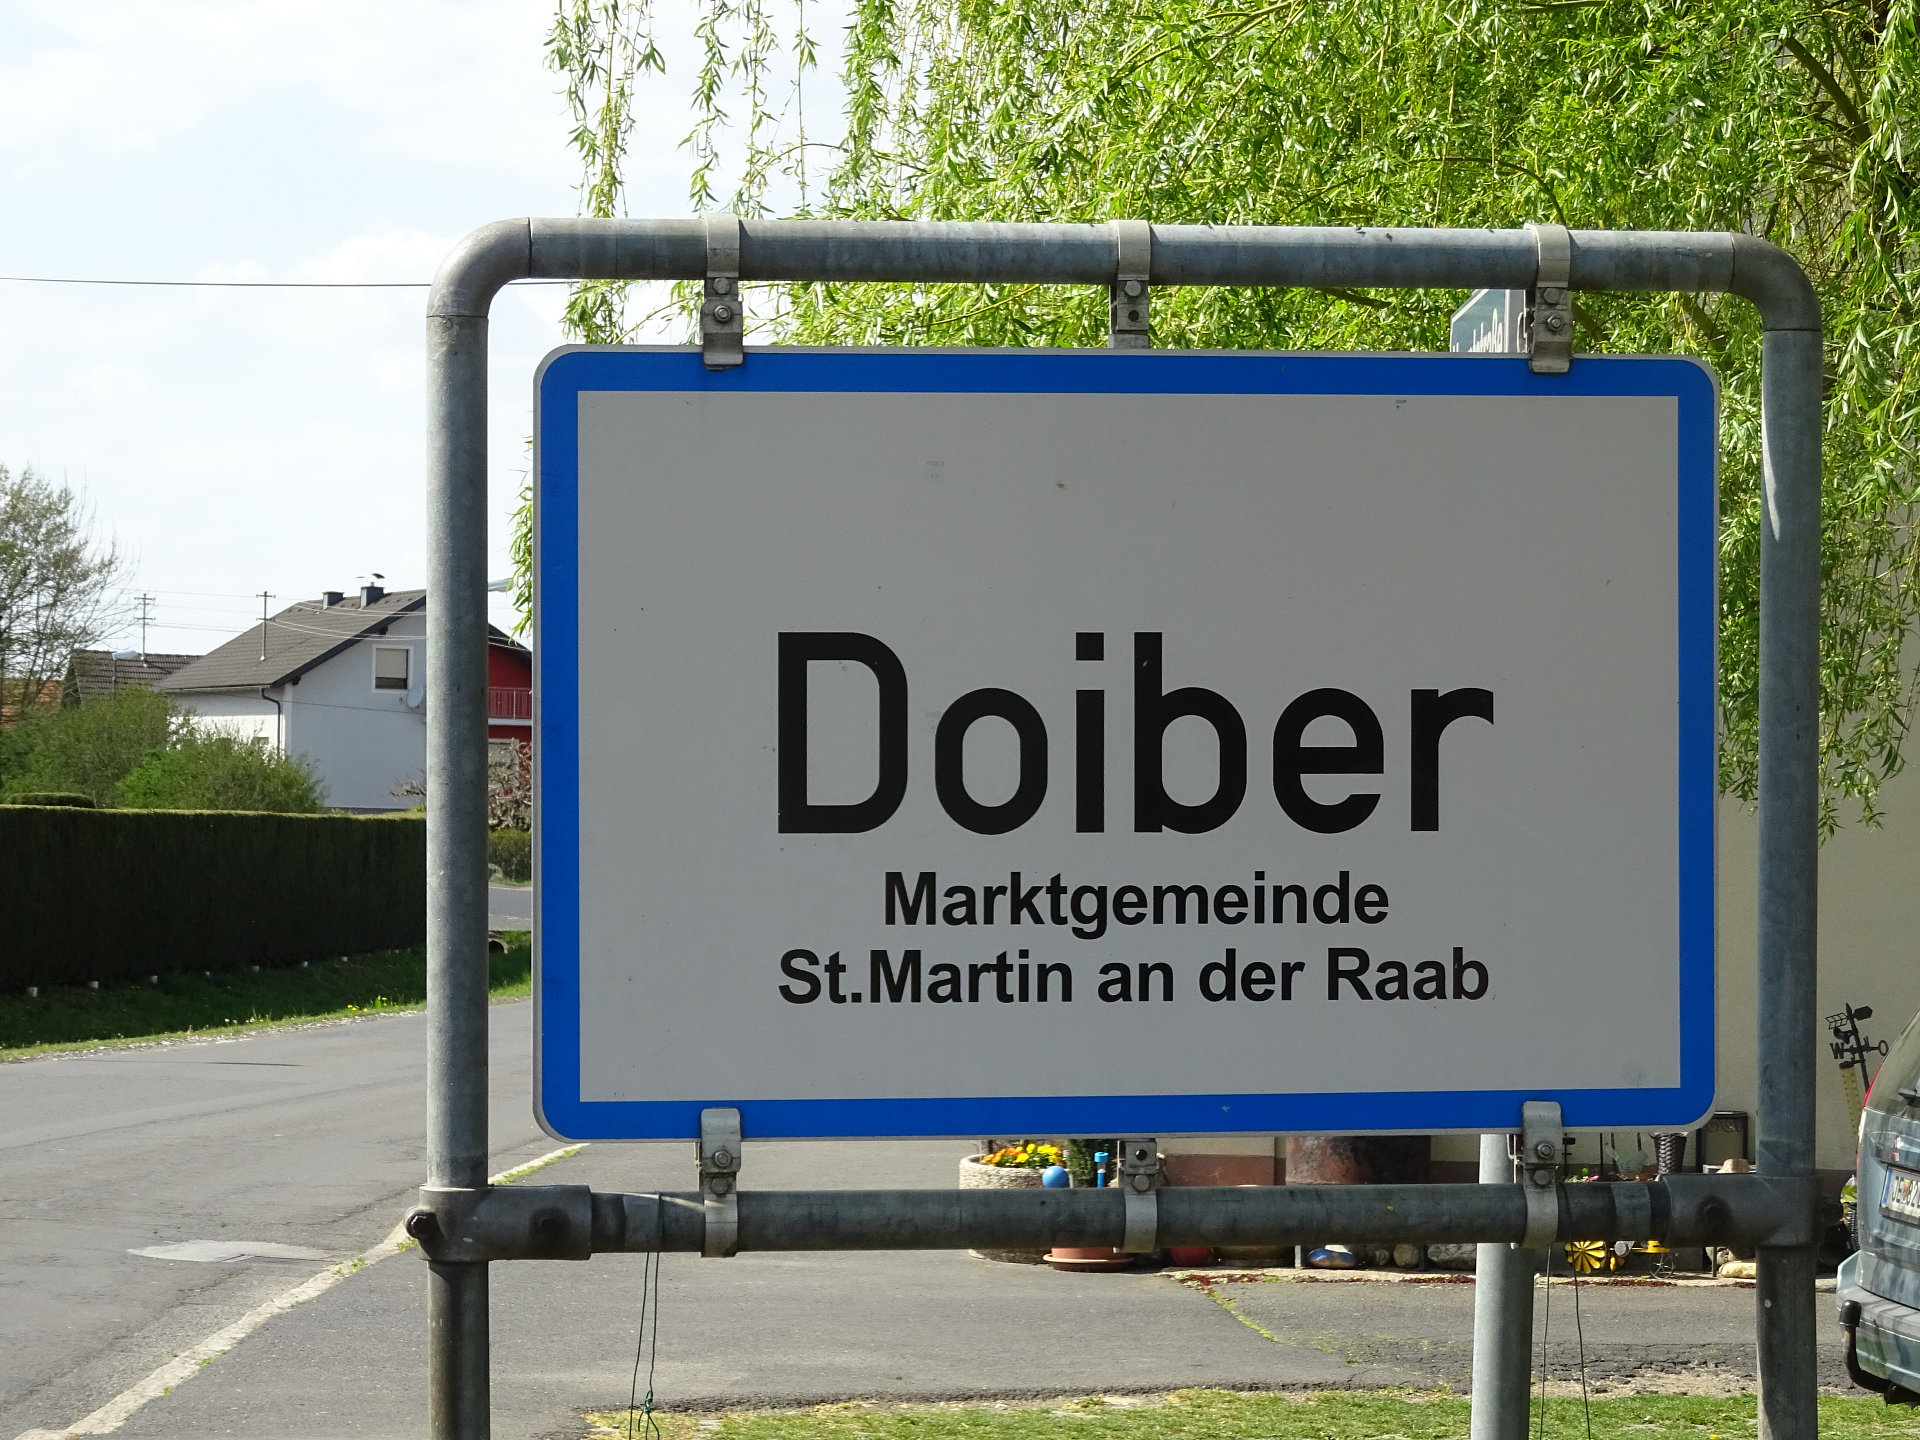 Doiber
Marktgemeinde
St.Martin an der Raab